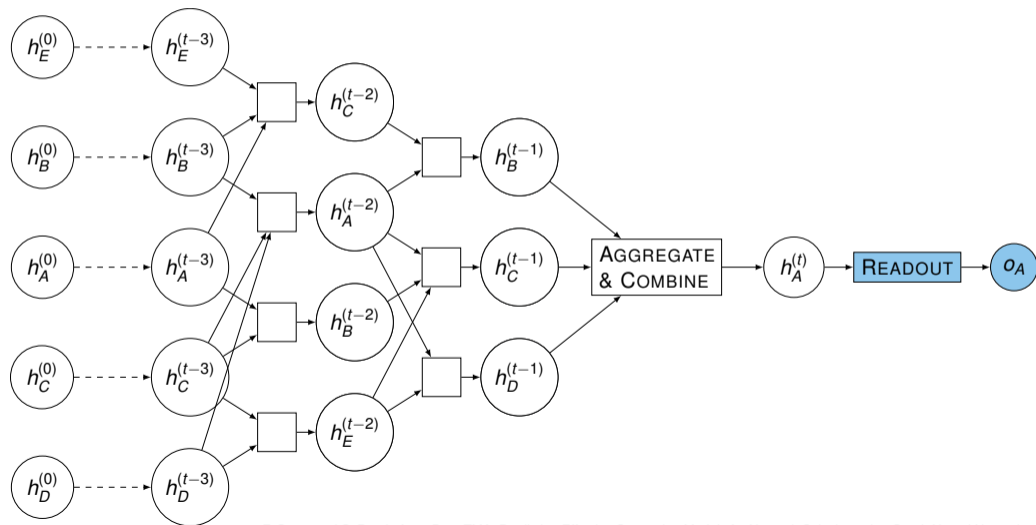 h_E^{(0)} h_E^{(t−3)}
h_C^{(t−2)}
h_B^{(0)} h_B^{(t−3)} h_B^{(t−1)}
h_A^{(t−2)}
h_A^{(0)} h_A^{(t−3)} h_C^{(t−1)} AGGREGATE
& COMBINE h_A^{(t)} READOUT o_A
h_B^{(t−2)}
h_C^{(0)} h_C^{(t−3)} h_D^{(t−1)}
h_E^{(t−2)}
h_D^{(0)} h_D^{(t−3)}